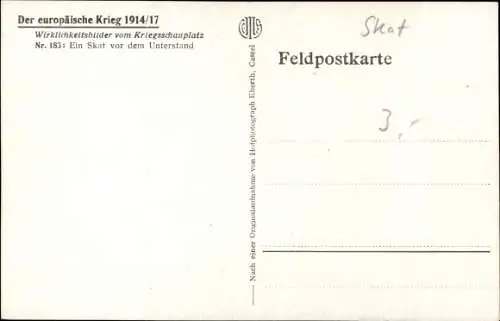 Der europäische Krieg 1914/17
Wirklichkeitsbilder vom Kriegsschauplatz
Nr. 183: Ein Skat vor dem Unterstand
Nach einer Originalaufnahme von Hofphotograph Eberth, Cassel
Skat
Feldpostkarte
3,-